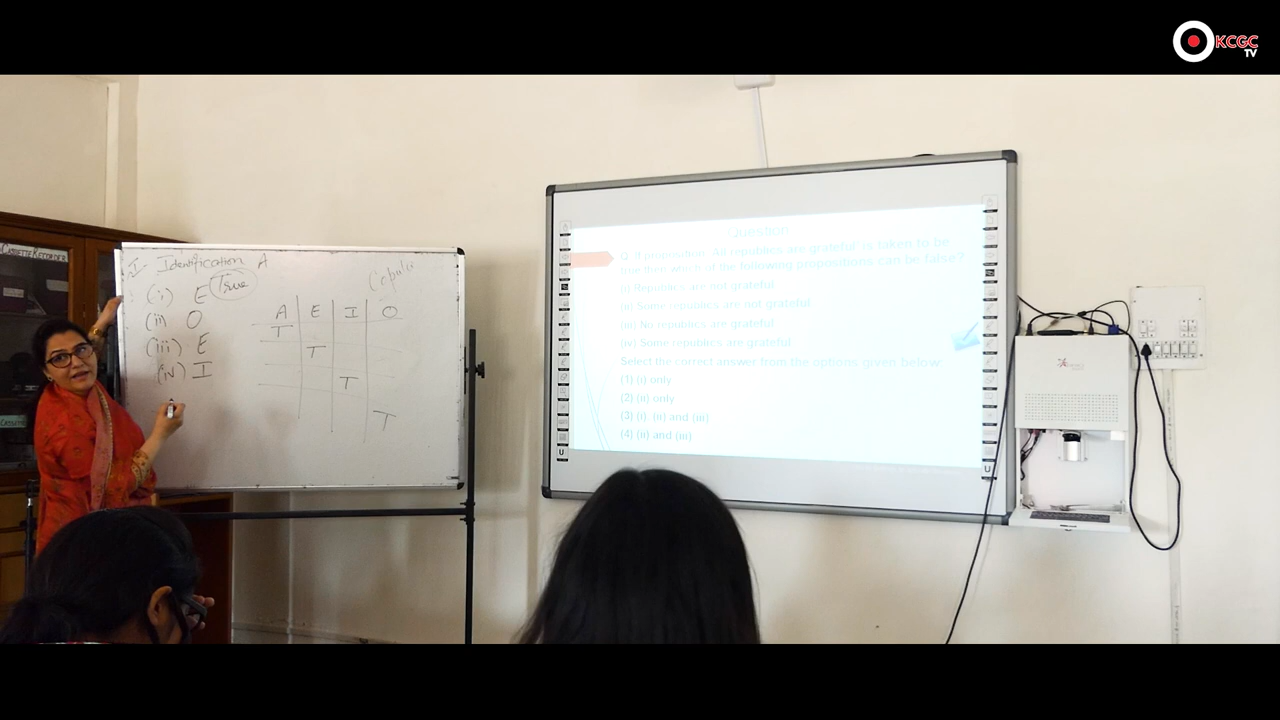 KCGC
TV
CASSETTE RECORDER
I Identification A
(i) E True
(ii) O
(iii) E
(iv) I
A E I O
T
T
T
T
Question
Q. If proposition 'All republics are grateful' is taken to be
true then which of the following propositions can be false?
(i) Republics are not grateful.
(ii) Some republics are not grateful.
(iii) No republics are grateful.
(iv) Some republics are grateful.
Select the correct answer from the options given below:
(1) (i) only
(2) (ii) only
(3) (i), (ii) and (iii)
(4) (ii) and (iii)
U
U